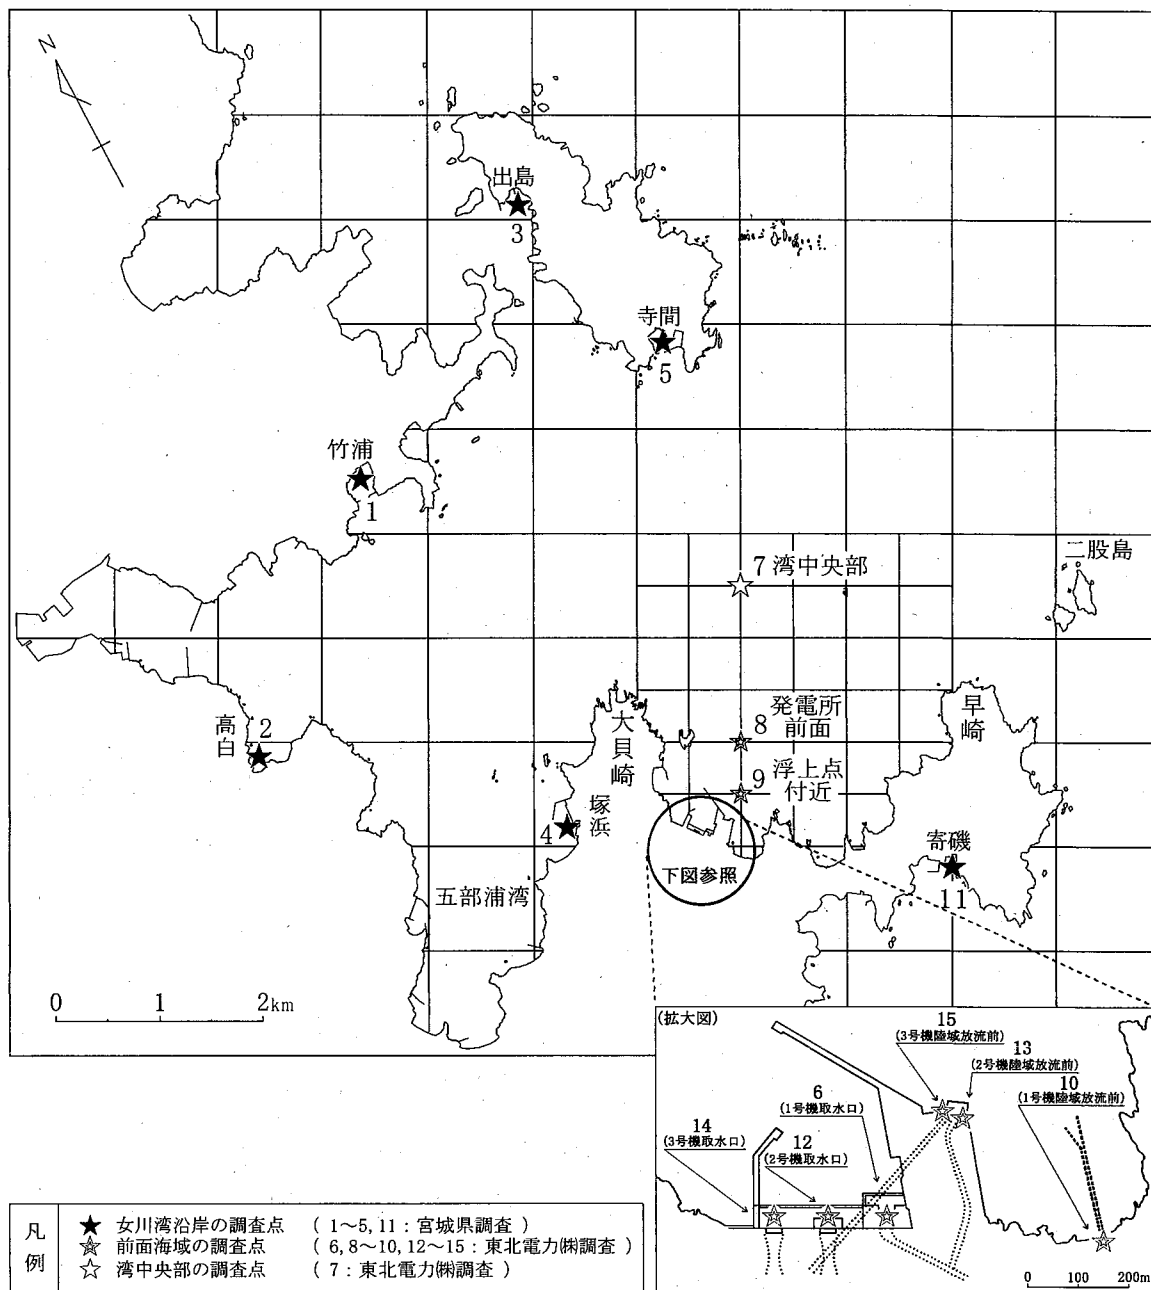 N
出島
3
寺間
5
竹浦
1
二股島
7 湾中央部
高白
2
大貝崎
発電所
前面
8
早崎
9
浮上点
付近
4
塚浜
下図参照
寄磯
11
五部浦湾
0 1 2km
(拡大図)
15
(3号機陸域放流前)
13
(2号機陸域放流前)
10
(1号機陸域放流前)
6
(1号機取水口)
14
(3号機取水口)
12
(2号機取水口)
0 100 200m
凡例
女川湾沿岸の調査点 ( 1~5, 11 : 宮城県調査 )
前面海域の調査点 ( 6, 8~10, 12~15 : 東北電力㈱調査 )
湾中央部の調査点 ( 7 : 東北電力㈱調査 )